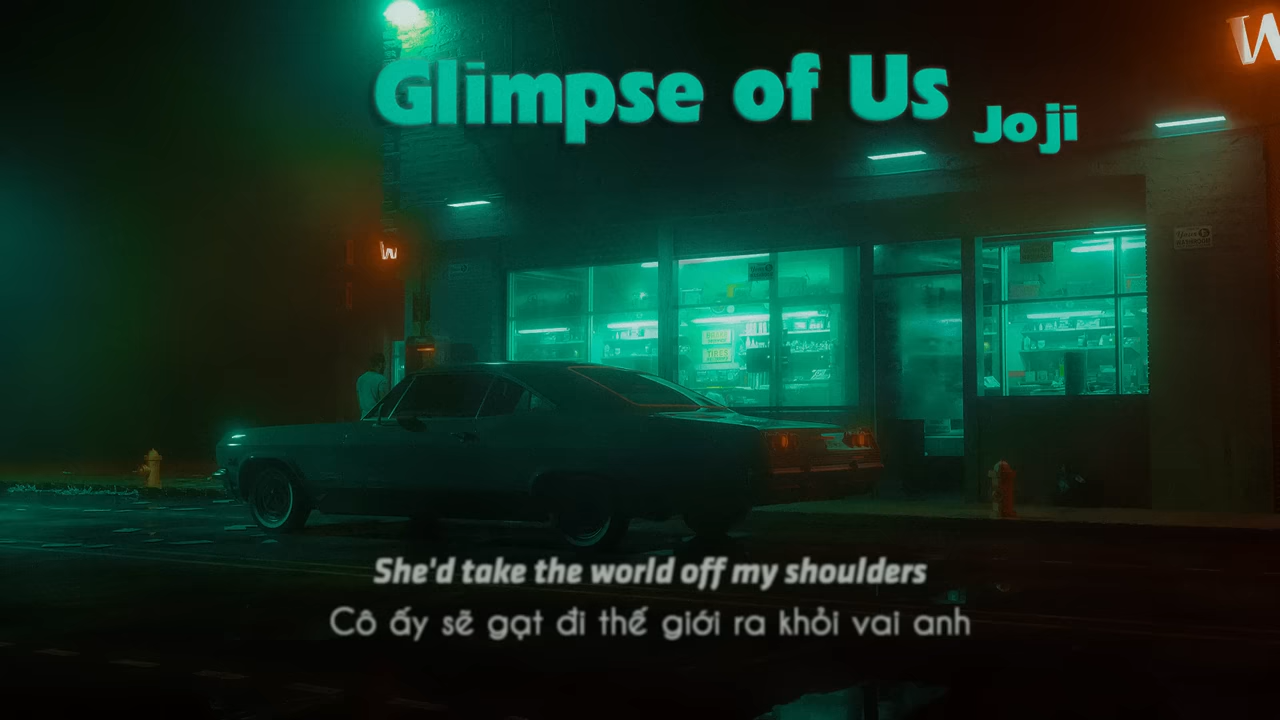 Glimpse of Us
Joji
W
W
She'd take the world off my shoulders
Cô ấy sẽ gạt đi thế giới ra khỏi vai anh